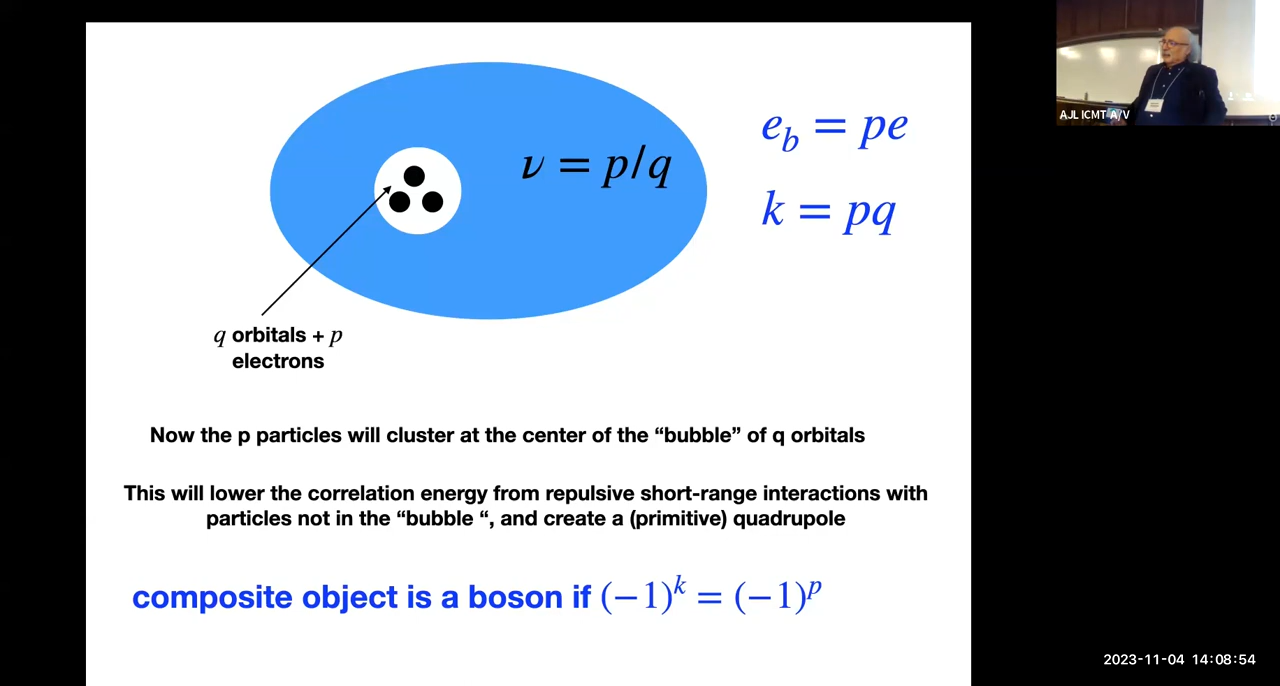 ν = p/q
e_b = pe
k = pq
q orbitals + p
electrons
Now the p particles will cluster at the center of the “bubble” of q orbitals
This will lower the correlation energy from repulsive short-range interactions with
particles not in the “bubble “, and create a (primitive) quadrupole
composite object is a boson if (−1)^k = (−1)^p
AJL ICMT A/V
2023-11-04 14:08:54